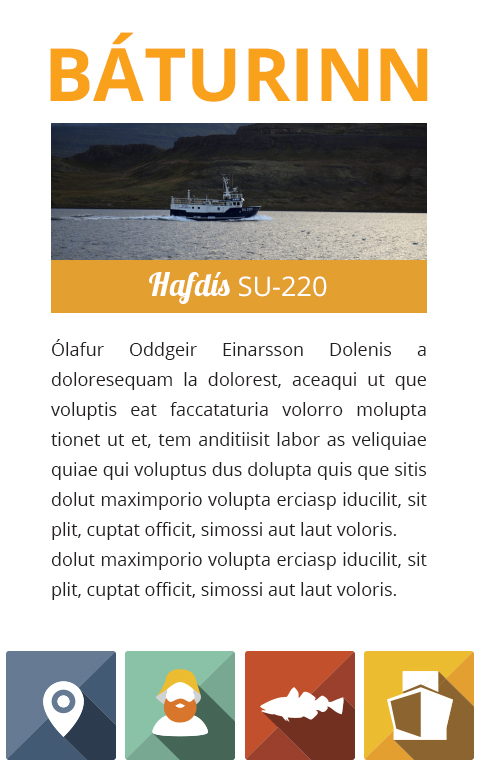 BÁTURINN
Hafdís SU-220
Ólafur Oddgeir Einarsson Dolenis a
doloresequam la dolorest, aceaqui ut que
voluptis eat faccataturia volorro molupta
tionet ut et, tem anditiisit labor as veliquiae
quiae qui voluptus dus dolupta quis que sitis
dolut maximporio volupta erciasp iducilit, sit
plit, cuptat officit, simossi aut laut voloris.
dolut maximporio volupta erciasp iducilit, sit
plit, cuptat officit, simossi aut laut voloris.